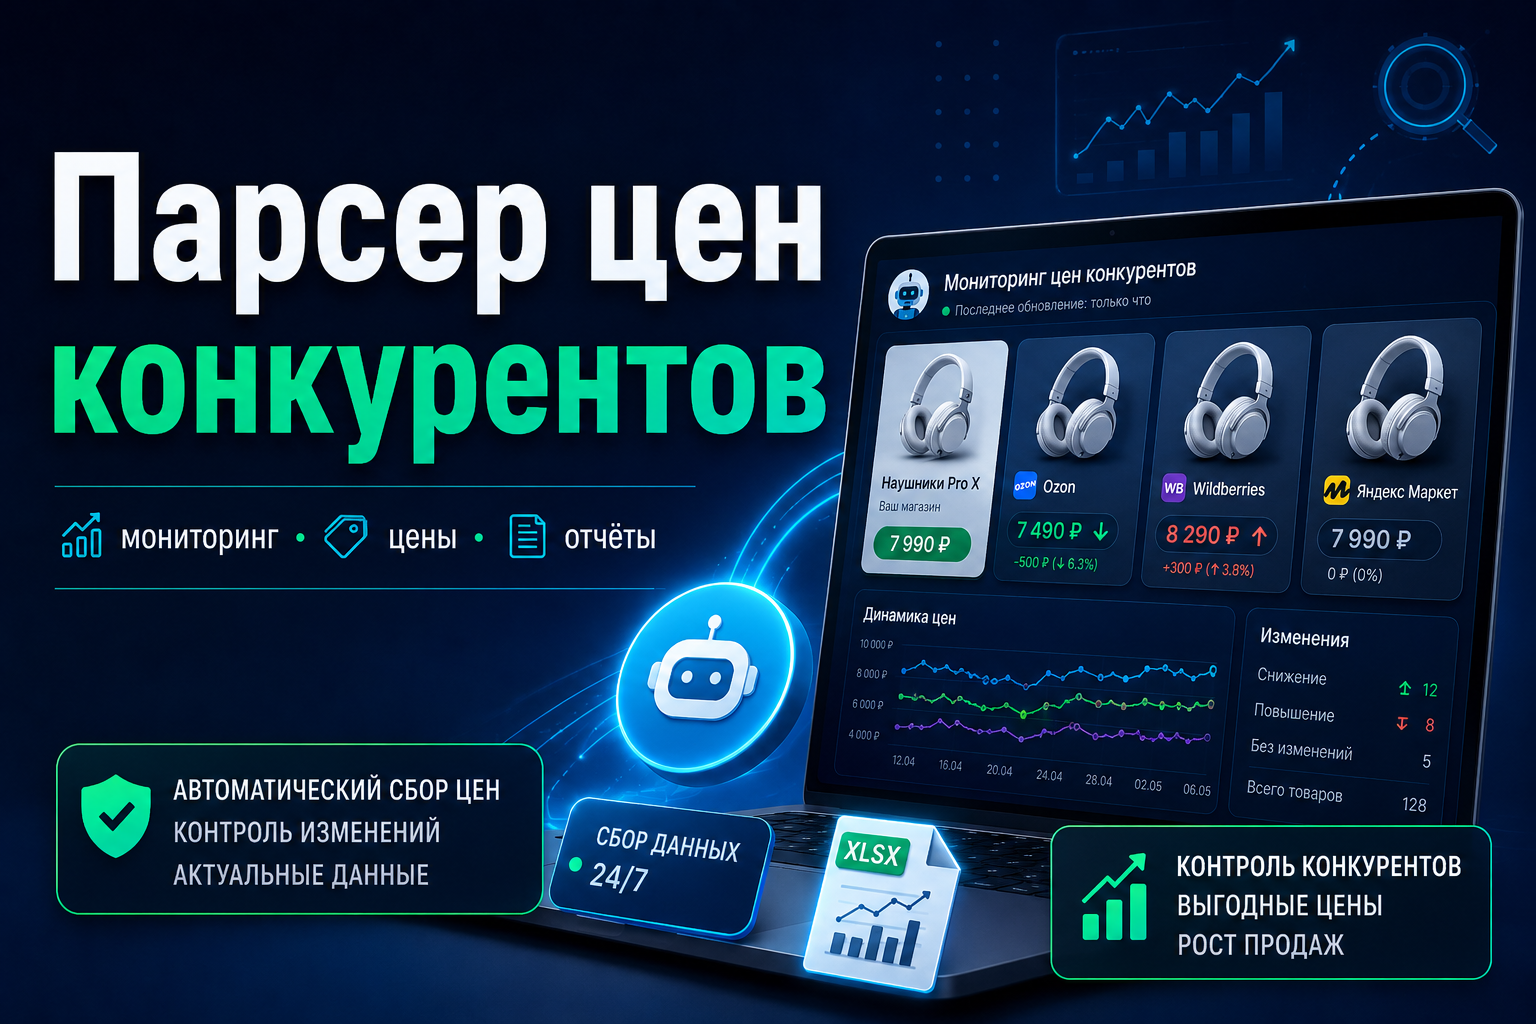 Парсер цен
конкурентов
мониторинг • цены • отчёты
АВТОМАТИЧЕСКИЙ СБОР ЦЕН
КОНТРОЛЬ ИЗМЕНЕНИЙ
АКТУАЛЬНЫЕ ДАННЫЕ
СБОР ДАННЫХ
24/7
XLSX
Мониторинг цен конкурентов
Последнее обновление: только что
Наушники Pro X
Ваш магазин
7 990 ₽
OZON Ozon
7 490 ₽ ↓
-500 ₽ (↓ 6.3%)
WB Wildberries
8 290 ₽ ↑
+300 ₽ (↑ 3.8%)
Яндекс Маркет
7 990 ₽
0 ₽ (0%)
Динамика цен
10 000 ₽
8 000 ₽
6 000 ₽
4 000 ₽
12.04 16.04 20.04 24.04 28.04 02.05 06.05
Изменения
Снижение 12
Повышение 8
Без изменений 5
Всего товаров 128
КОНТРОЛЬ КОНКУРЕНТОВ
ВЫГОДНЫЕ ЦЕНЫ
РОСТ ПРОДАЖ